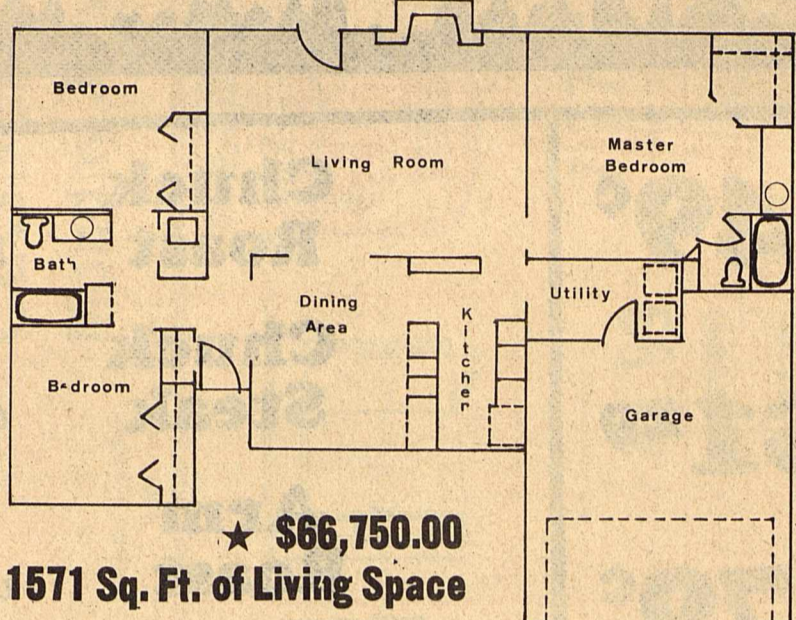 Bedroom
Living Room
Master
Bedroom
Bath
Dining
Area
Utility
Kitchen
Bedroom
Garage
★ $66,750.00
1571 Sq. Ft. of Living Space